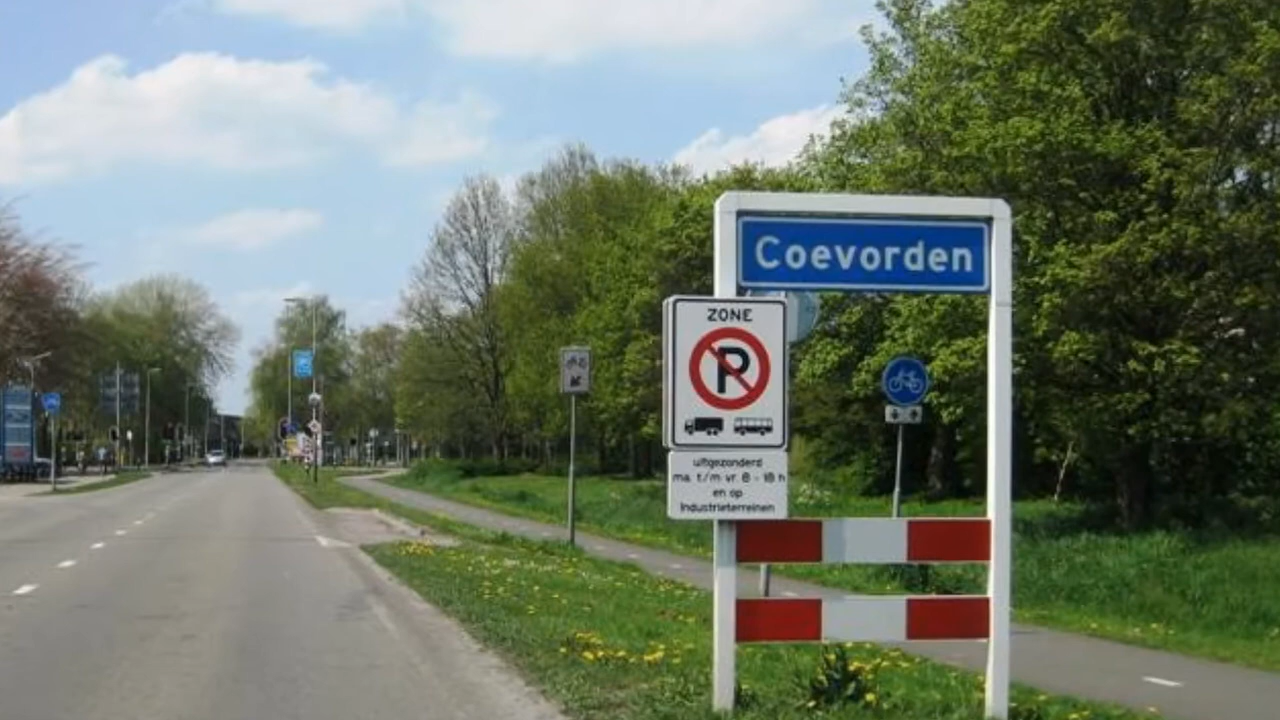 Coevorden
ZONE
P
uitgezonderd
ma. t/m vr. 8 - 18 h
en op
Industrieterreinen